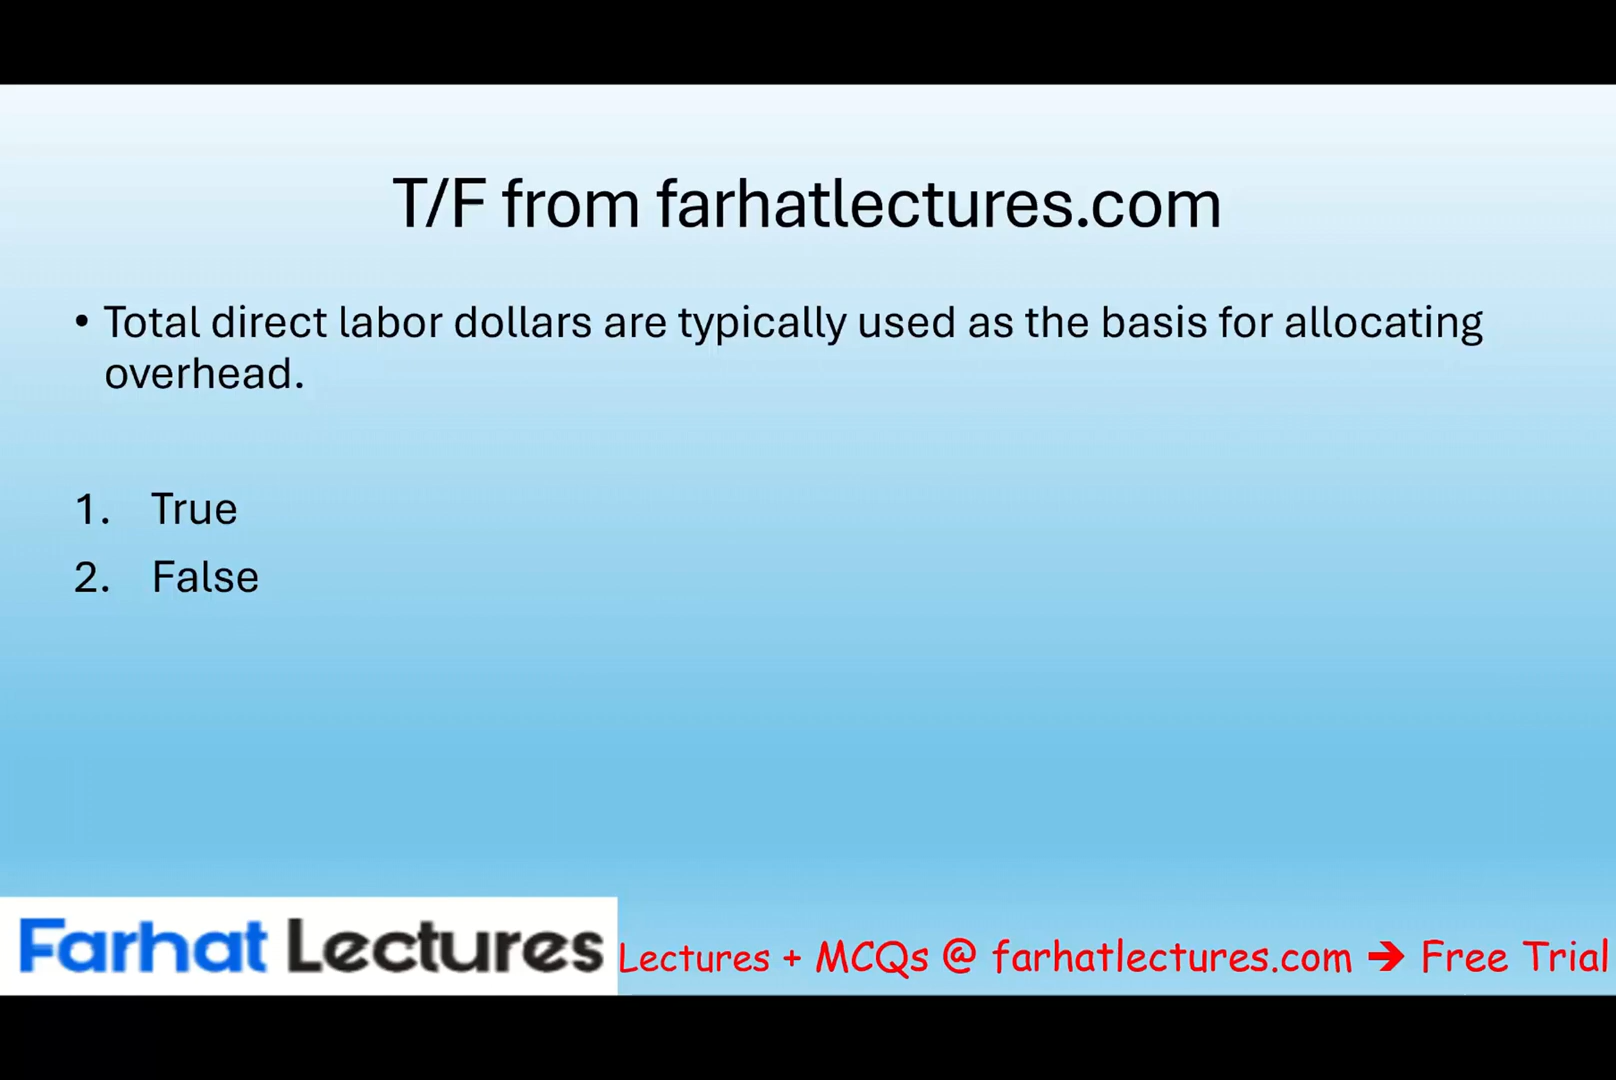 T/F from farhatlectures.com
• Total direct labor dollars are typically used as the basis for allocating
overhead.
1. True
2. False
Farhat Lectures
Lectures + MCQs @ farhatlectures.com ➔ Free Trial